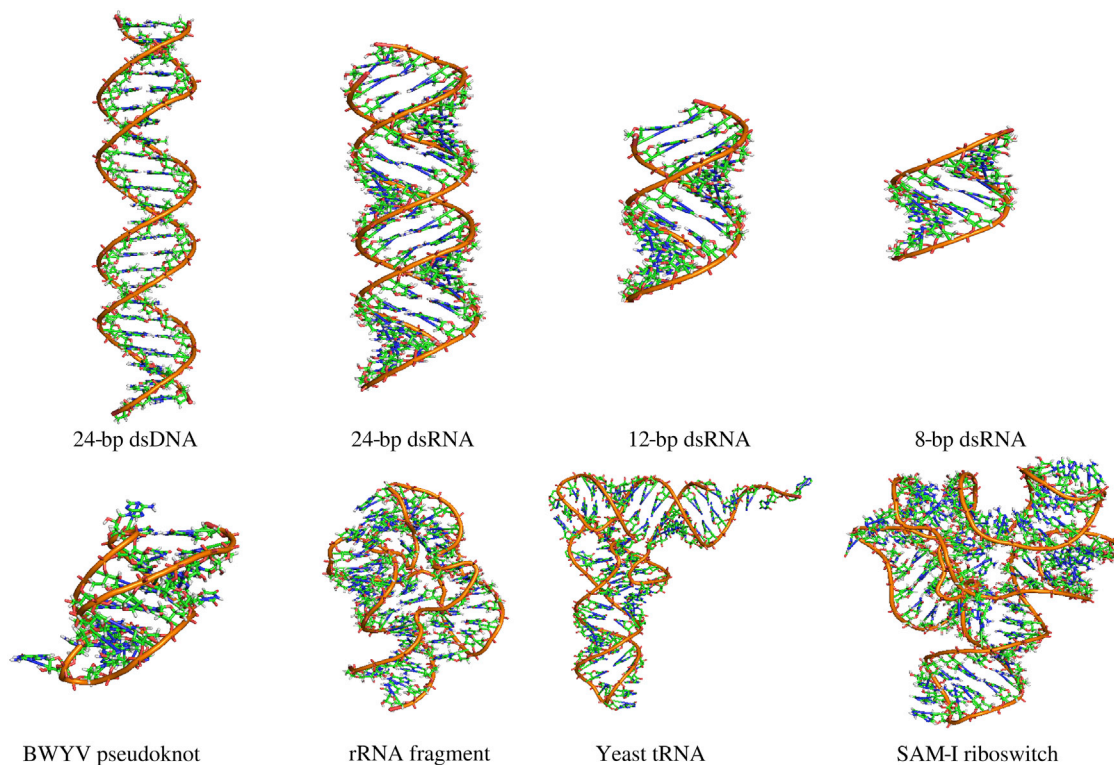 24-bp dsDNA
24-bp dsRNA
12-bp dsRNA
8-bp dsRNA
BWYV pseudoknot
rRNA fragment
Yeast tRNA
SAM-I riboswitch